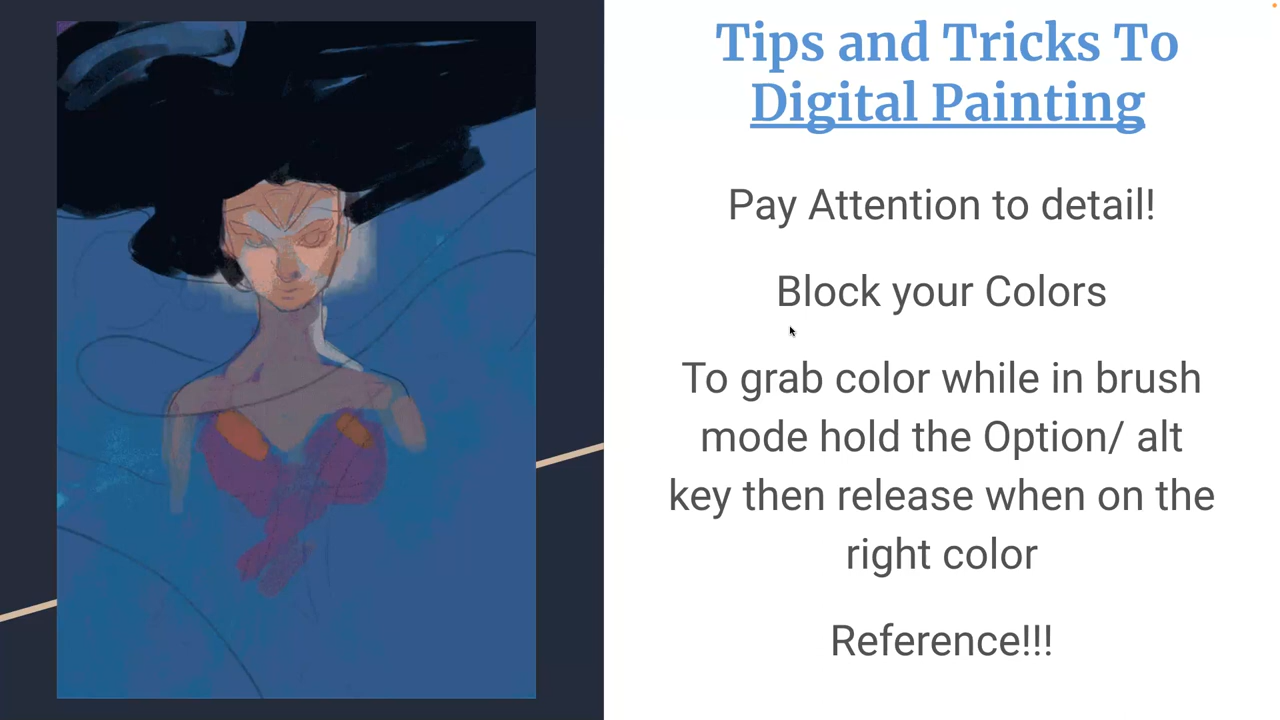 Tips and Tricks To
Digital Painting
Pay Attention to detail!
Block your Colors
To grab color while in brush
mode hold the Option/ alt
key then release when on the
right color
Reference!!!